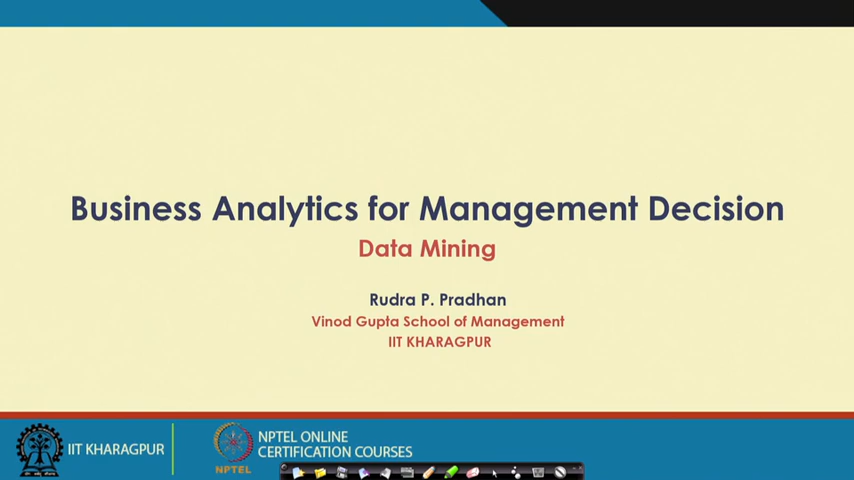 Business Analytics for Management Decision
Data Mining
Rudra P. Pradhan
Vinod Gupta School of Management
IIT KHARAGPUR
IIT KHARAGPUR
NPTEL ONLINE
CERTIFICATION COURSES
NPTEL